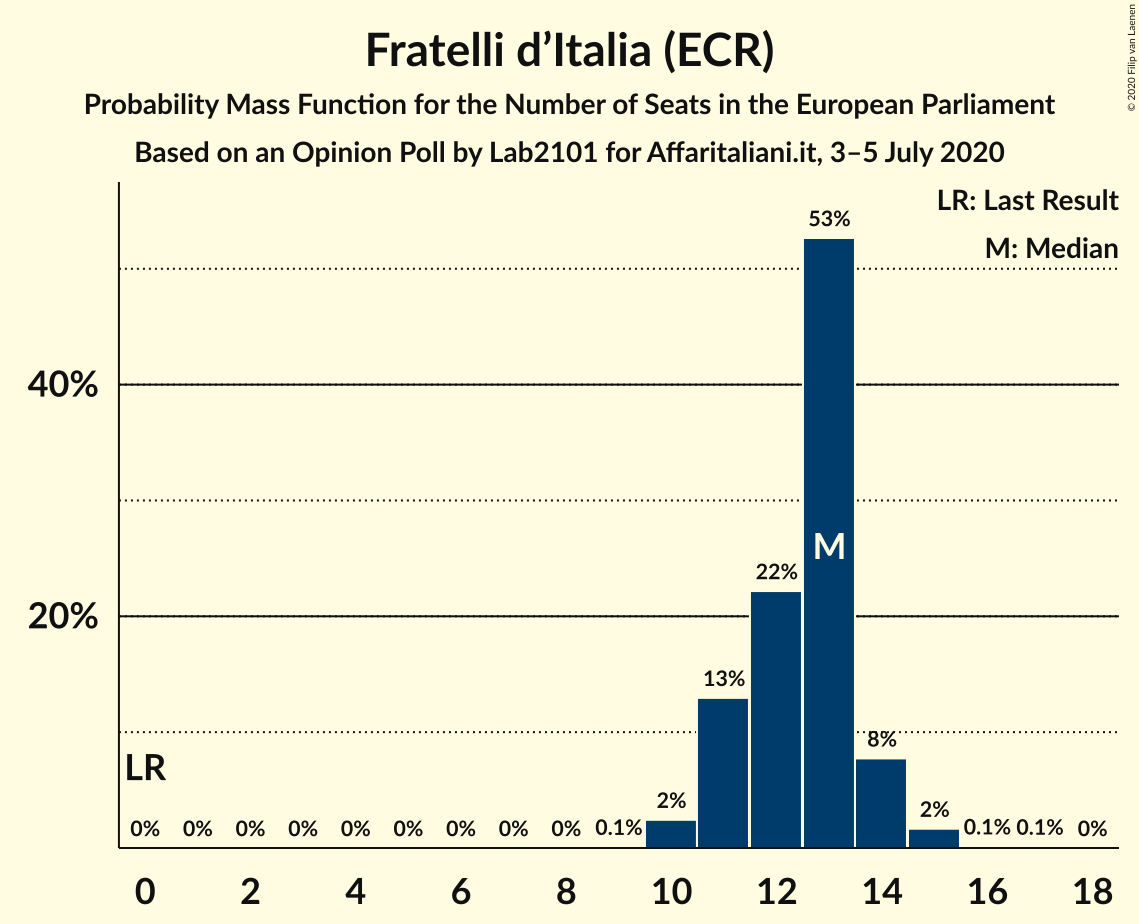 Fratelli d’Italia (ECR)
Probability Mass Function for the Number of Seats in the European Parliament
Based on an Opinion Poll by Lab2101 for Affaritaliani.it, 3–5 July 2020
© 2020 Filip van Laenen
LR: Last Result
M: Median
53%
40%
M
22%
20%
13%
8%
LR
2%
2%
0% 0% 0% 0% 0% 0% 0% 0% 0% 0.1% 0.1% 0.1% 0%
0 2 4 6 8 10 12 14 16 18